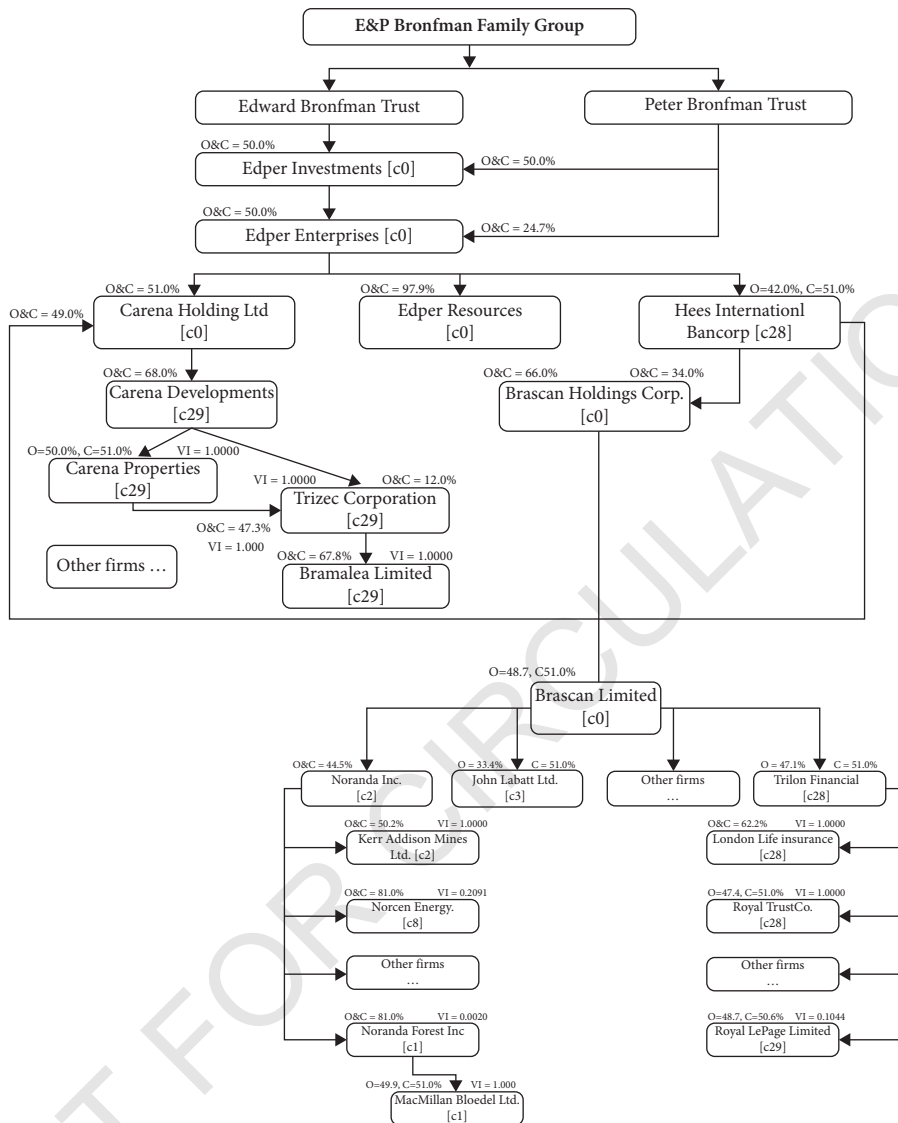 E&P Bronfman Family Group
Edward Bronfman Trust
Peter Bronfman Trust
O&C = 50.0%
Edper Investments [c0]
O&C = 50.0%
O&C = 50.0%
Edper Enterprises [c0]
O&C = 24.7%
O&C = 51.0%
Carena Holding Ltd
[c0]
O&C = 49.0%
O&C = 97.9%
Edper Resources
[c0]
O=42.0%, C=51.0%
Hees Internationl
Bancorp [c28]
O&C = 68.0%
Carena Developments
[c29]
O&C = 66.0%
O&C = 34.0%
Brascan Holdings Corp.
[c0]
O=50.0%, C=51.0%
VI = 1.0000
Carena Properties
[c29]
VI = 1.0000
O&C = 12.0%
Trizec Corporation
[c29]
O&C = 47.3%
VI = 1.000
Other firms …
O&C = 67.8%
VI = 1.0000
Bramalea Limited
[c29]
O=48.7, C51.0%
Brascan Limited
[c0]
O&C = 44.5%
Noranda Inc.
[c2]
O = 33.4%
C = 51.0%
John Labatt Ltd.
[c3]
Other firms
…
O = 47.1%
C = 51.0%
Trilon Financial
[c28]
O&C = 50.2%
VI = 1.0000
Kerr Addison Mines
Ltd. [c2]
O&C = 62.2%
VI = 1.0000
London Life insurance
[c28]
O&C = 81.0%
VI = 0.2091
Norcen Energy.
[c8]
O=47.4, C=51.0%
VI = 1.0000
Royal TrustCo.
[c28]
Other firms
…
Other firms
…
O&C = 81.0%
VI = 0.0020
Noranda Forest Inc
[c1]
O=48.7, C=50.6%
VI = 0.1044
Royal LePage Limited
[c29]
O=49.9, C=51.0%
VI = 1.000
MacMillan Bloedel Ltd.
[c1]
T FOR CIRCULATIO